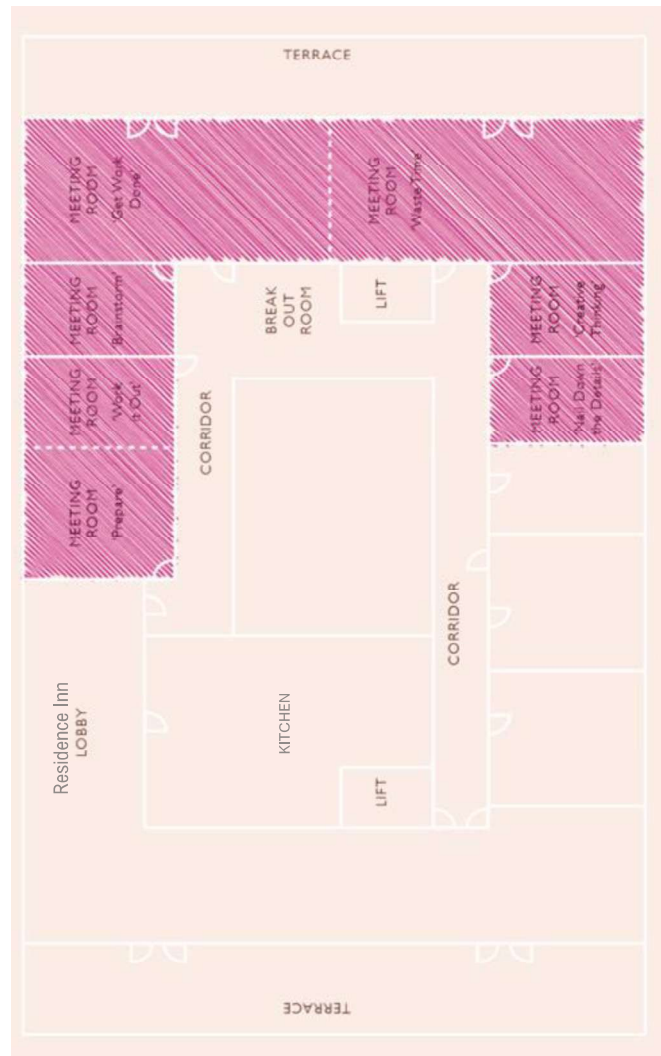 TERRACE
MEETING
ROOM
'Get Work
Done'
MEETING
ROOM
'Waste Time'
MEETING
ROOM
'Brainstorm'
BREAK
OUT
ROOM
LIFT
MEETING
ROOM
'Creative
Thinking
MEETING
ROOM
'Work
it Out'
CORRIDOR
MEETING
ROOM
'Nail Down
the Details'
MEETING
ROOM
'Prepare'
CORRIDOR
Residence Inn
LOBBY
KITCHEN
LIFT
TERRACE